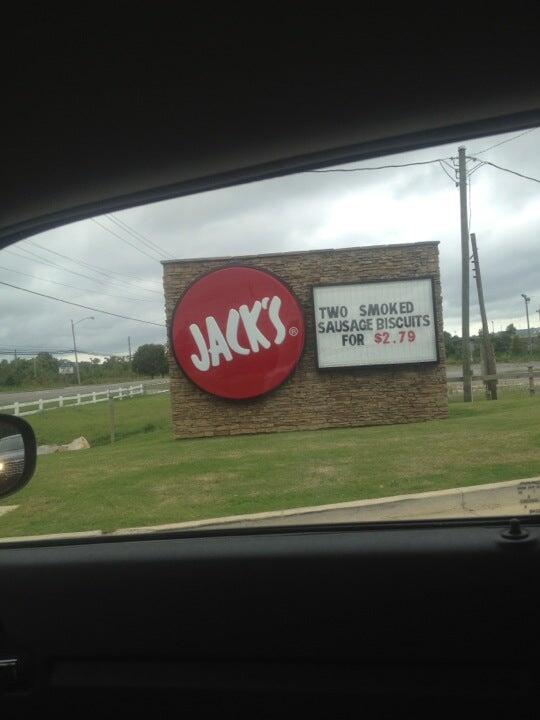 JACK'S®
TWO SMOKED
SAUSAGE BISCUITS
FOR $2.79